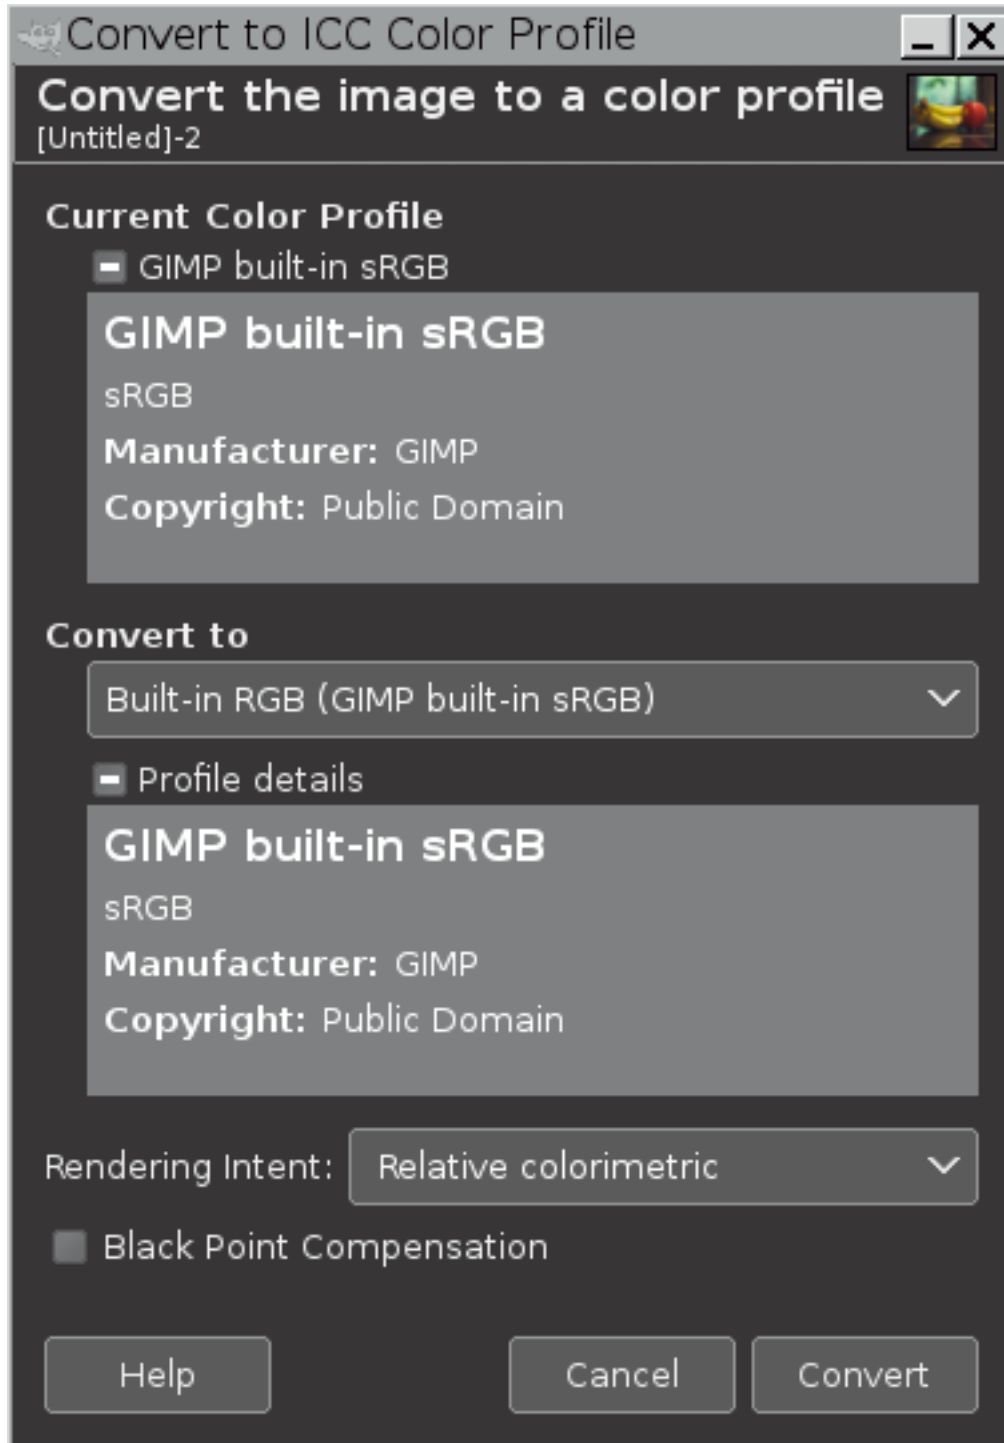 Convert to ICC Color Profile
Convert the image to a color profile
[Untitled]-2
Current Color Profile
GIMP built-in sRGB
GIMP built-in sRGB
sRGB
Manufacturer: GIMP
Copyright: Public Domain
Convert to
Built-in RGB (GIMP built-in sRGB)
Profile details
GIMP built-in sRGB
sRGB
Manufacturer: GIMP
Copyright: Public Domain
Rendering Intent: Relative colorimetric
Black Point Compensation
Help Cancel Convert